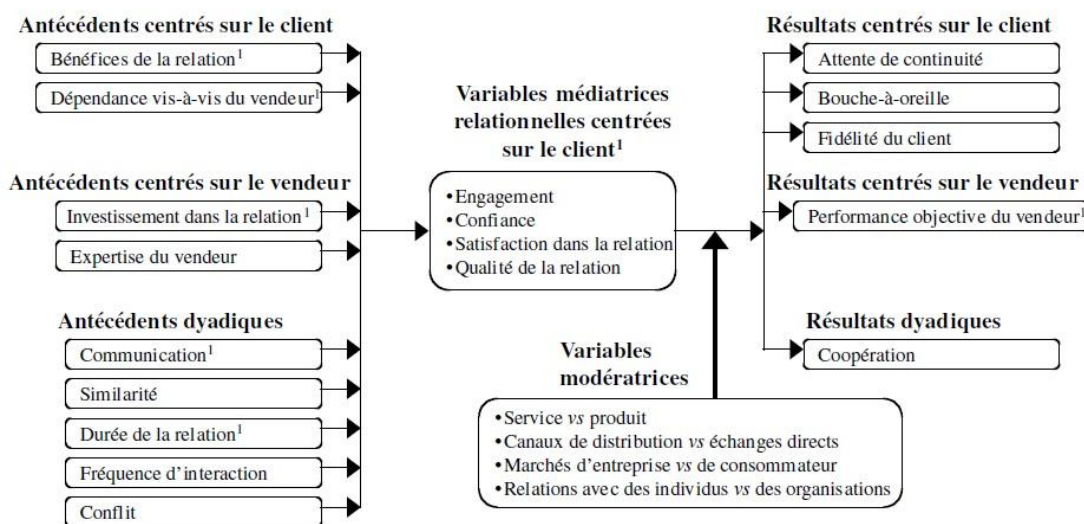 Antécédents centrés sur le client
Bénéfices de la relation¹
Dépendance vis-à-vis du vendeur¹
Antécédents centrés sur le vendeur
Investissement dans la relation¹
Expertise du vendeur
Antécédents dyadiques
Communication¹
Similarité
Durée de la relation¹
Fréquence d'interaction
Conflit
Variables médiatrices
relationnelles centrées
sur le client¹
•Engagement
•Confiance
•Satisfaction dans la relation
•Qualité de la relation
Variables
modératrices
•Service vs produit
•Canaux de distribution vs échanges directs
•Marchés d'entreprise vs de consommateur
•Relations avec des individus vs des organisations
Résultats centrés sur le client
Attente de continuité
Bouche-à-oreille
Fidélité du client
Résultats centrés sur le vendeur
Performance objective du vendeur¹
Résultats dyadiques
Coopération